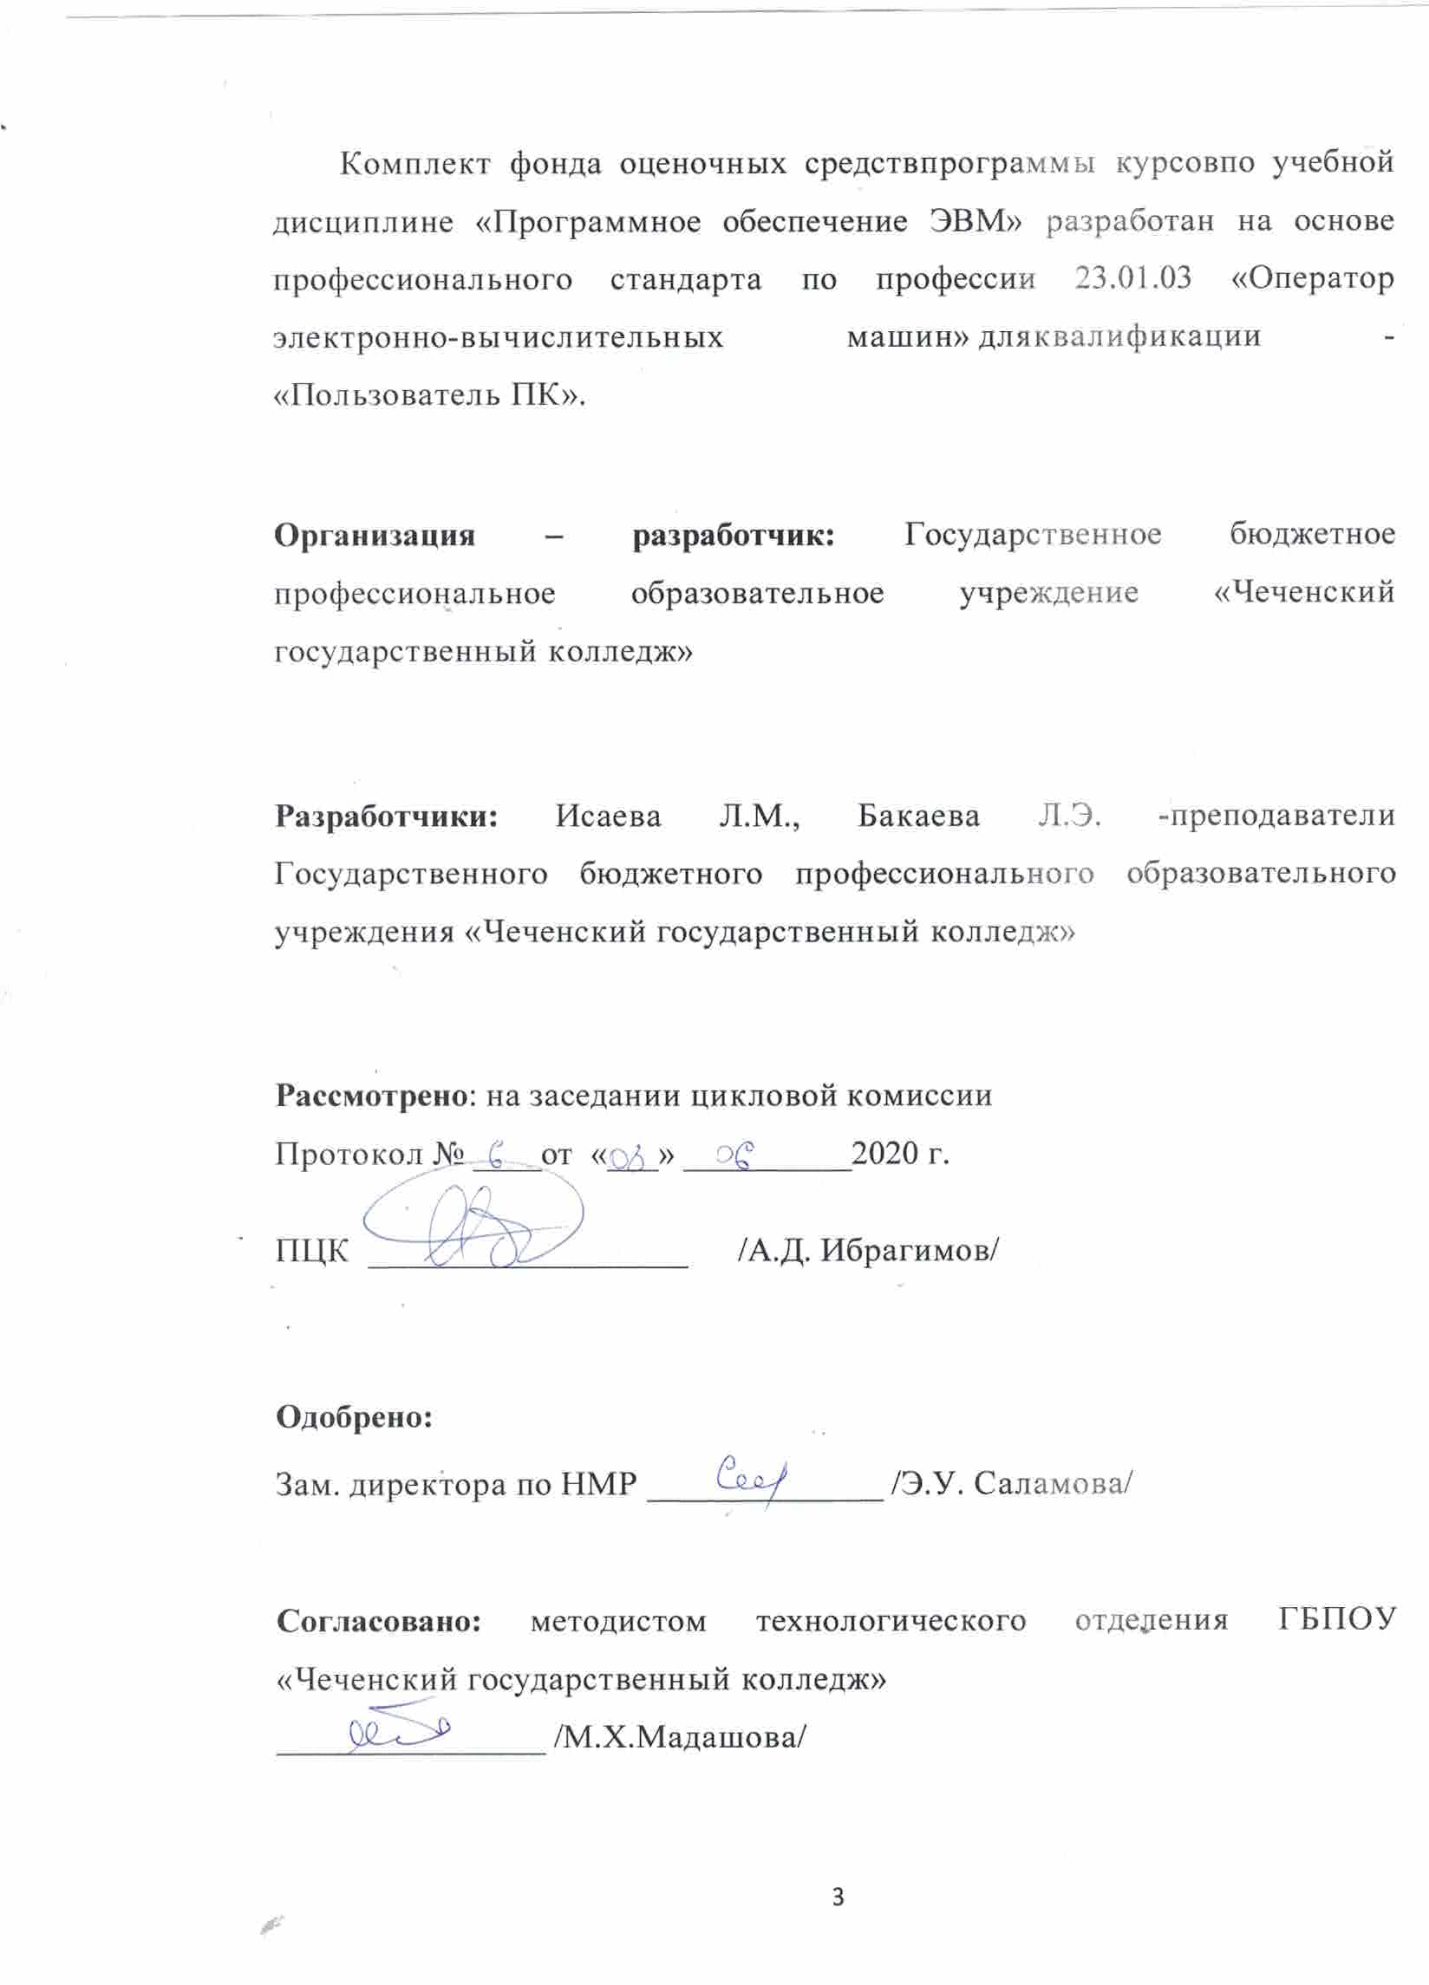 Комплект фонда оценочных средствпрограммы курсовпо учебной
дисциплине «Программное обеспечение ЭВМ» разработан на основе
профессионального стандарта по профессии 23.01.03 «Оператор
электронно-вычислительных машин» дляквалификации -
«Пользователь ПК».
Организация – разработчик: Государственное бюджетное
профессиональное образовательное учреждение «Чеченский
государственный колледж»
Разработчики: Исаева Л.М., Бакаева Л.Э. -преподаватели
Государственного бюджетного профессионального образовательного
учреждения «Чеченский государственный колледж»
Рассмотрено: на заседании цикловой комиссии
Протокол № 6 от «» 06 2020 г.
ПЦК /А.Д. Ибрагимов/
Одобрено:
Зам. директора по НМР /Э.У. Саламова/
Согласовано: методистом технологического отделения ГБПОУ
«Чеченский государственный колледж»
/М.Х.Мадашова/
3